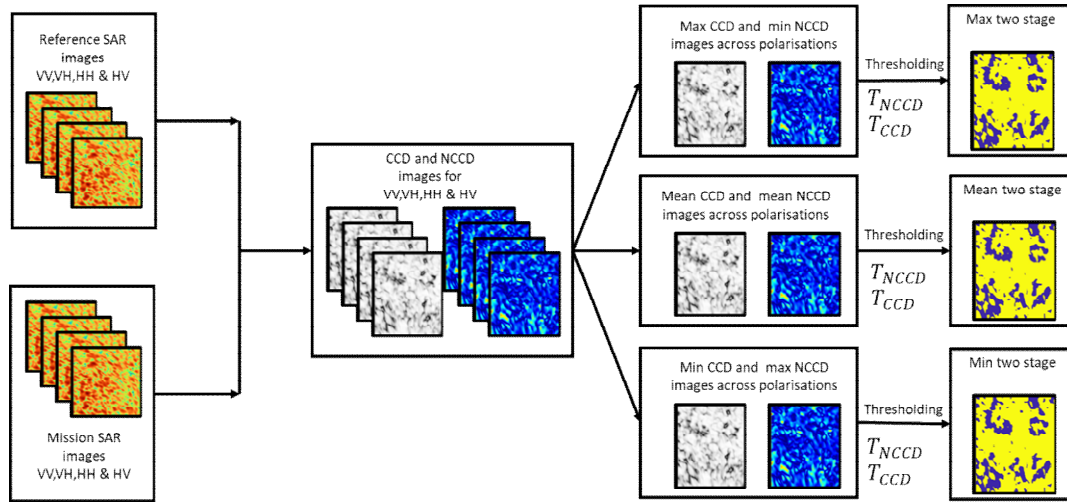 Reference SAR
images
VV,VH,HH & HV
Mission SAR
images
VV,VH,HH & HV
CCD and NCCD
images for
VV,VH,HH & HV
Max CCD and min NCCD
images across polarisations
Thresholding
T_NCCD
T_CCD
Max two stage
Mean CCD and mean NCCD
images across polarisations
Thresholding
T_NCCD
T_CCD
Mean two stage
Min CCD and max NCCD
images across polarisations
Thresholding
T_NCCD
T_CCD
Min two stage